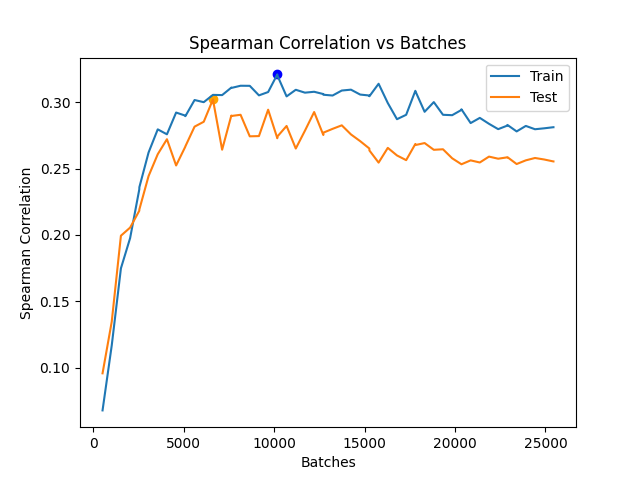 Spearman Correlation vs Batches
Train
Test
0.30
0.25
0.20
0.15
0.10
Spearman Correlation
0
5000
10000
15000
20000
25000
Batches